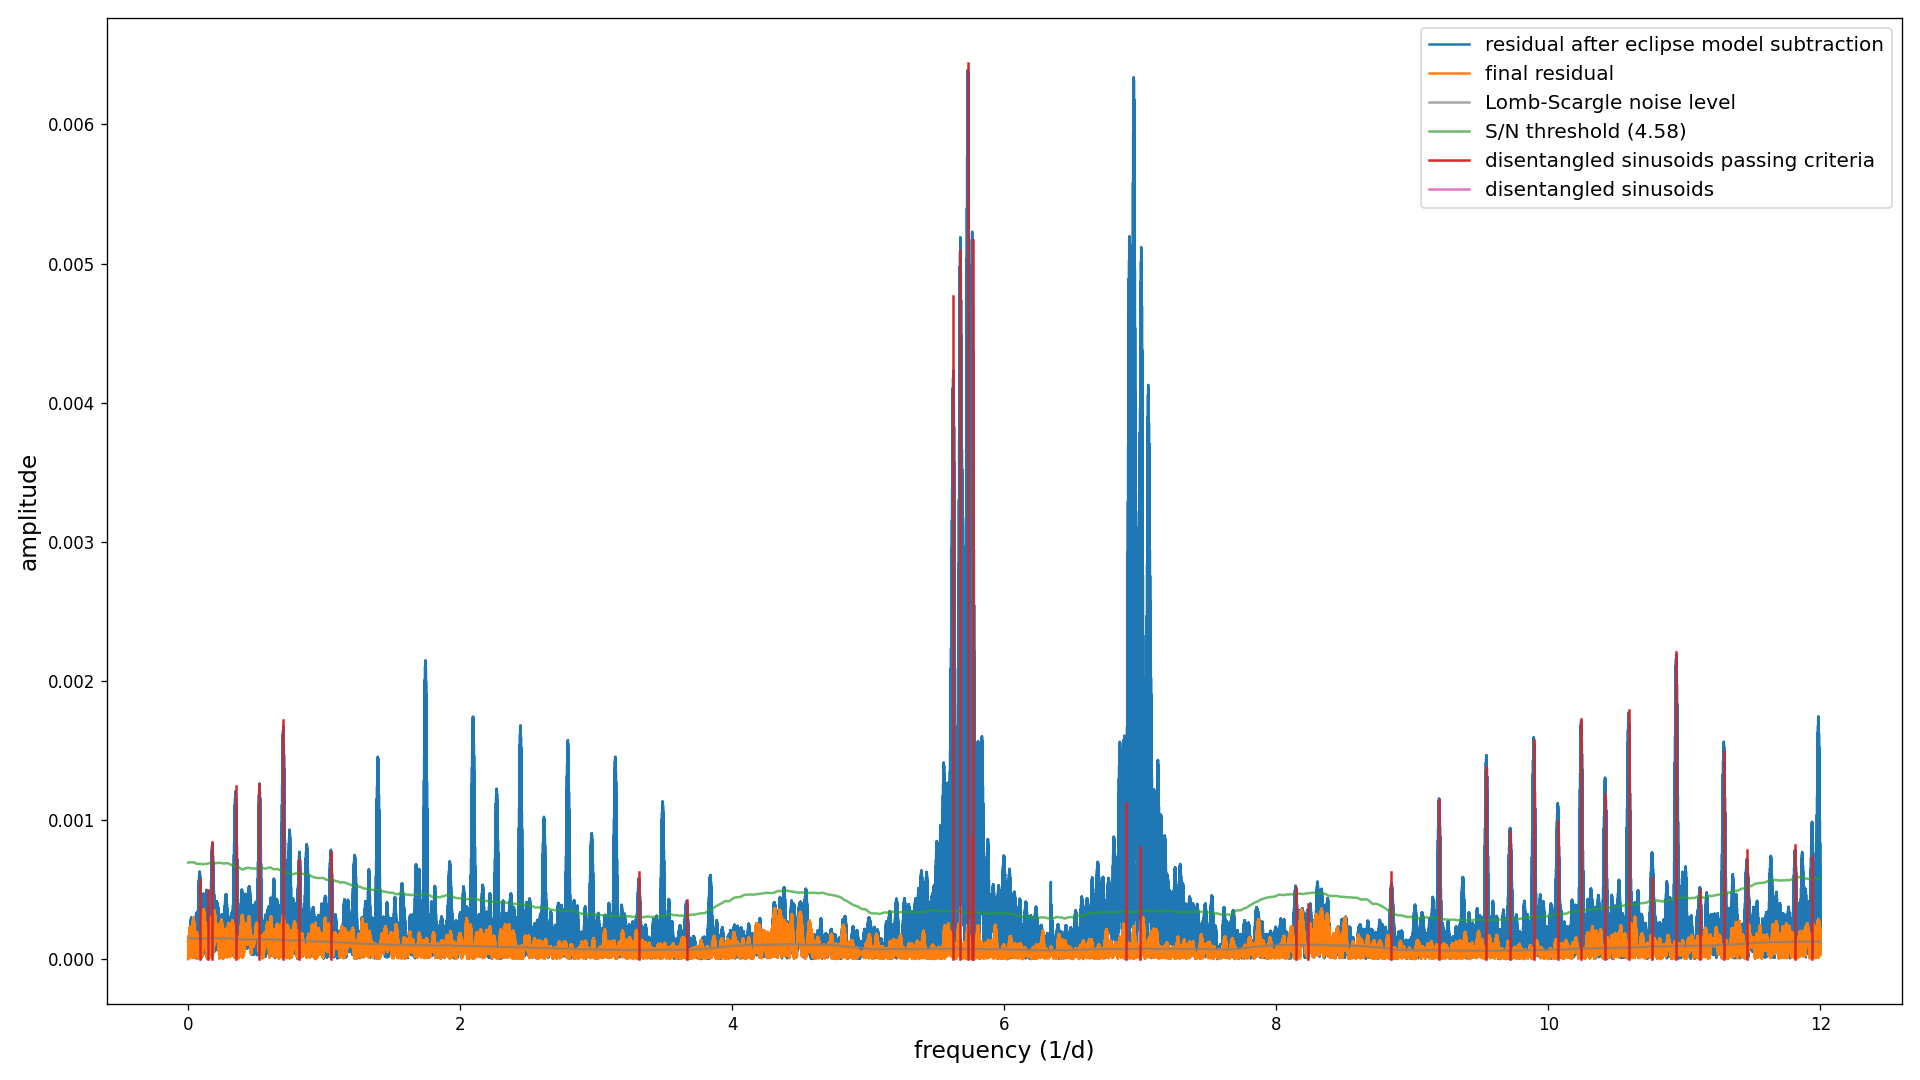 residual after eclipse model subtraction
final residual
Lomb-Scargle noise level
S/N threshold (4.58)
disentangled sinusoids passing criteria
disentangled sinusoids
0.006
0.005
0.004
0.003
0.002
0.001
0.000
amplitude
0 2 4 6 8 10 12
frequency (1/d)